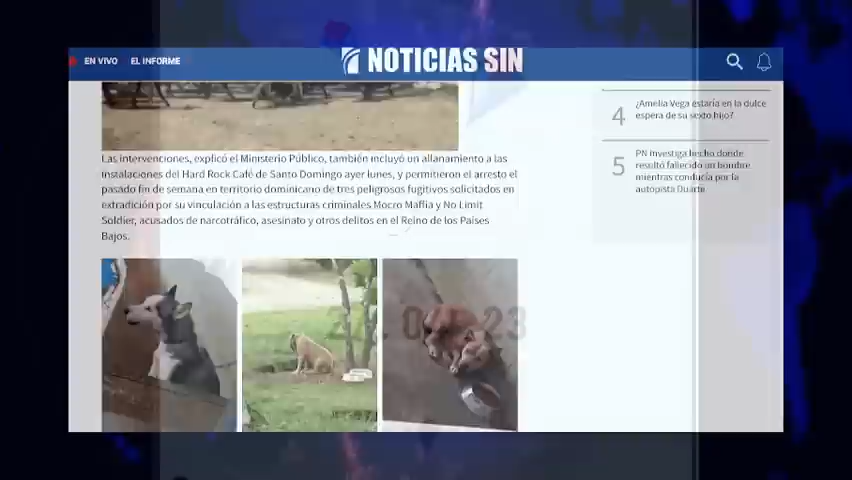 EN VIVO EL INFORME NOTICIAS SIN
Las intervenciones, explicó el Ministerio Público, también incluyó un allanamiento a las
instalaciones del Hard Rock Café de Santo Domingo ayer lunes, y permitieron el arresto el
pasado fin de semana en territorio dominicano de tres peligrosos fugitivos solicitados en
extradición por su vinculación a las estructuras criminales Mocro Maffia y No Limit
Soldier, acusados de narcotráfico, asesinato y otros delitos en el Reino de los Países
Bajos.
4 ¿Amelia Vega estaría en la dulce
espera de su sexto hijo?
5 PN investiga hecho donde
resultó fallecido un hombre
mientras conducía por la
autopista Duarte
23